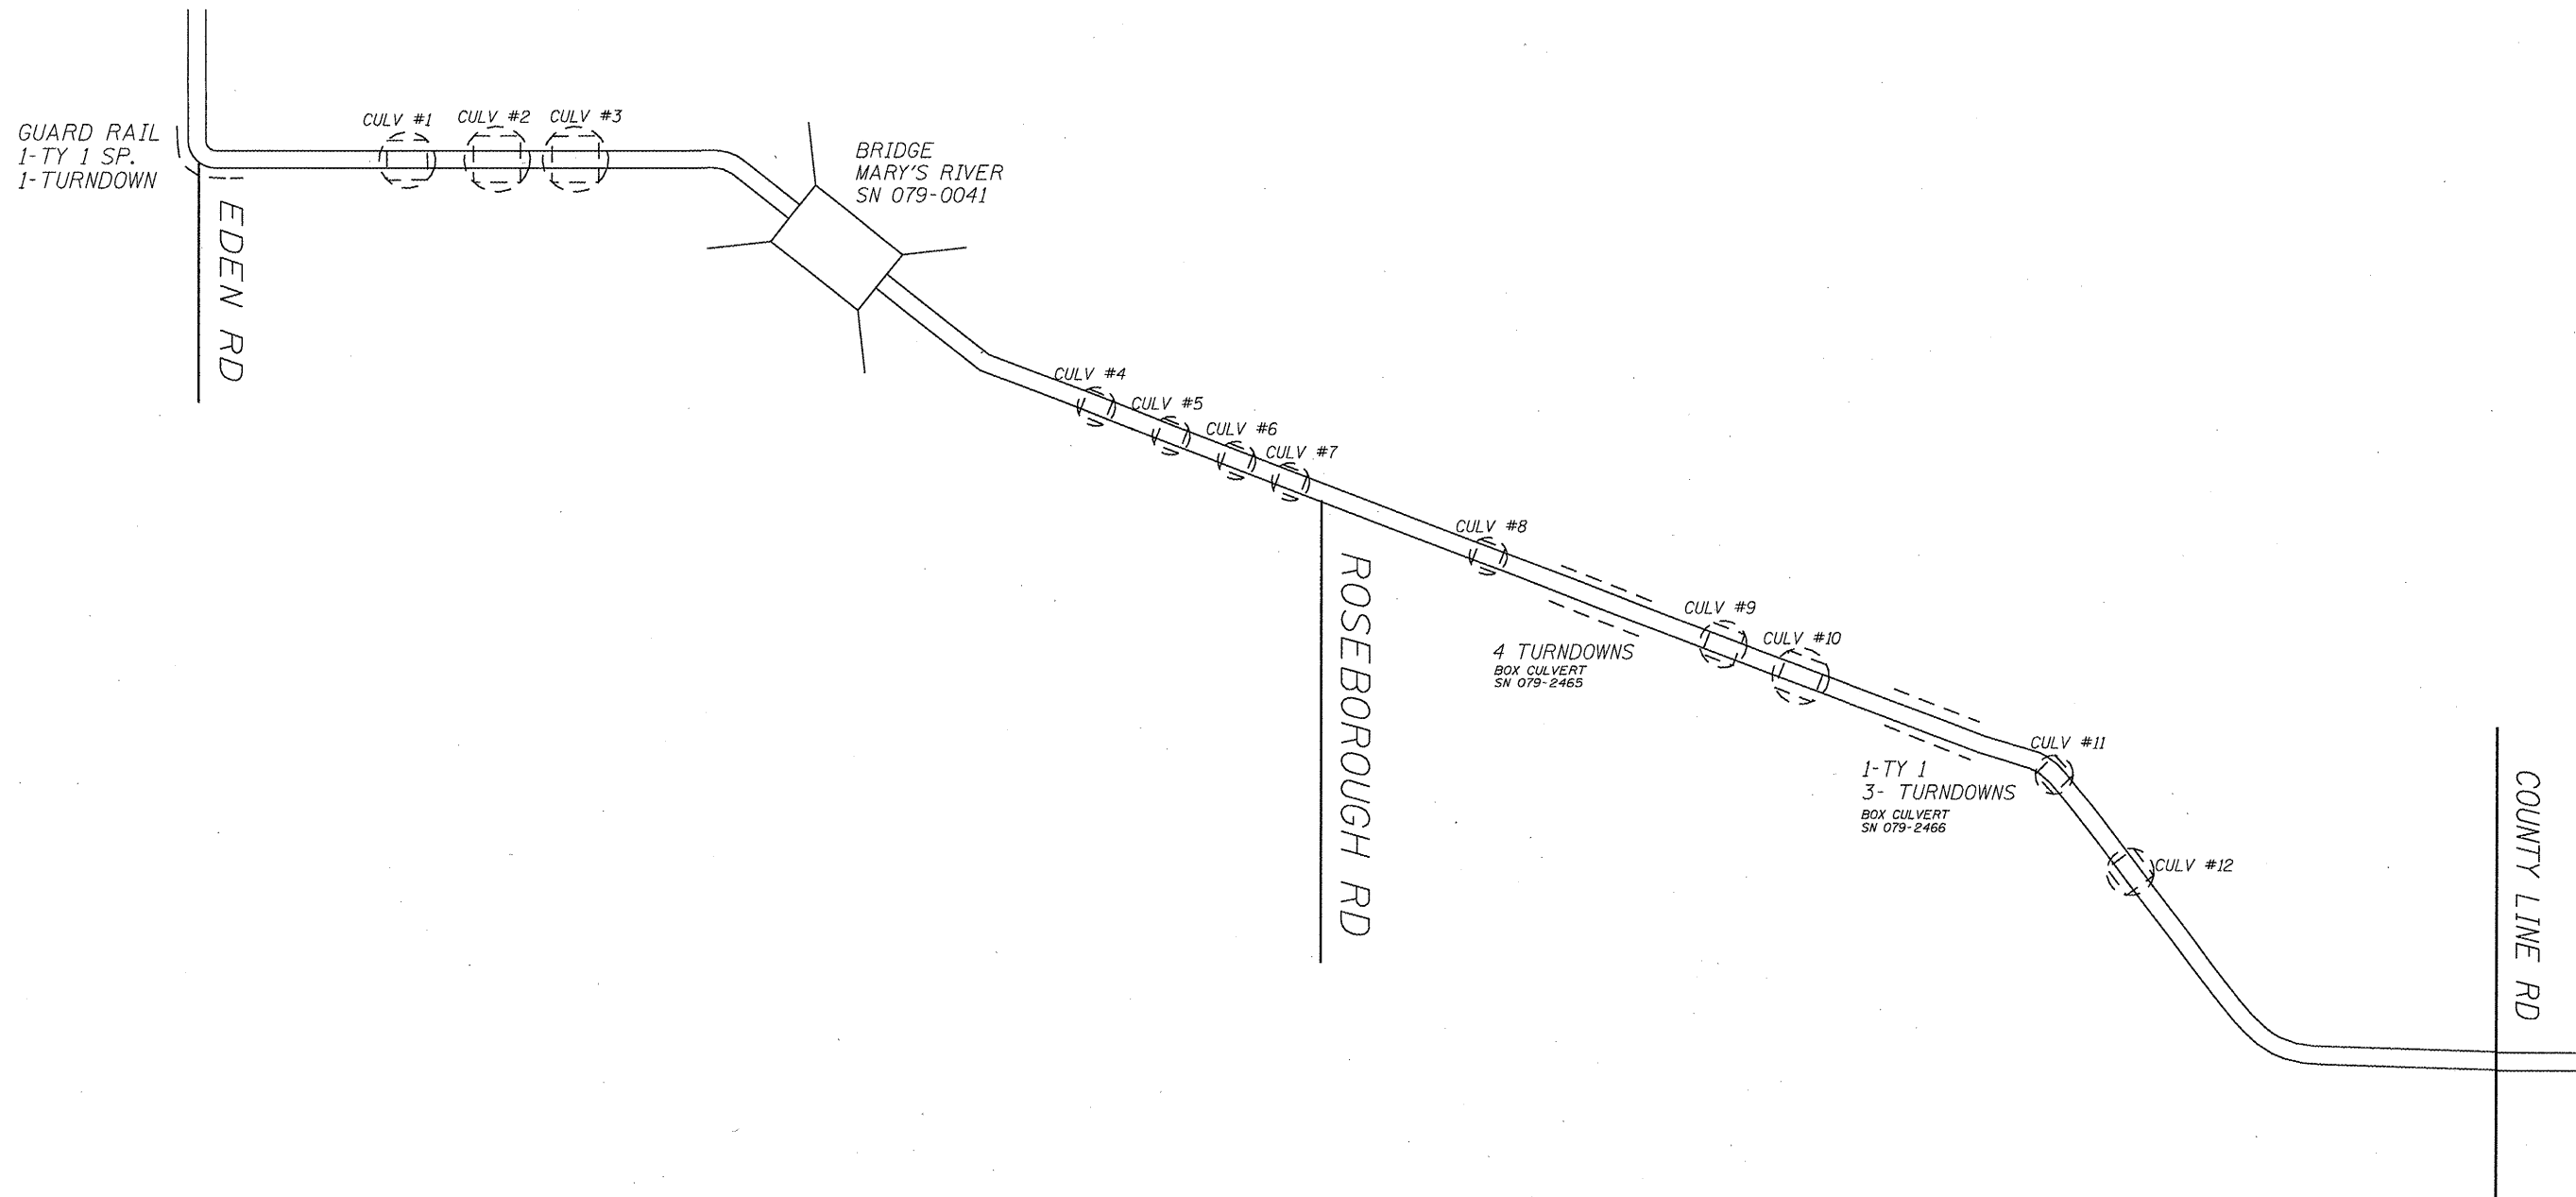 GUARD RAIL
1-TY 1 SP.
1-TURNDOWN
EDEN RD
CULV #1
CULV #2
CULV #3
BRIDGE
MARY'S RIVER
SN 079-0041
CULV #4
CULV #5
CULV #6
CULV #7
ROSEBOROUGH RD
CULV #8
4 TURNDOWNS
BOX CULVERT
SN 079-2465
CULV #9
CULV #10
1-TY 1
3- TURNDOWNS
BOX CULVERT
SN 079-2466
CULV #11
CULV #12
COUNTY LINE RD